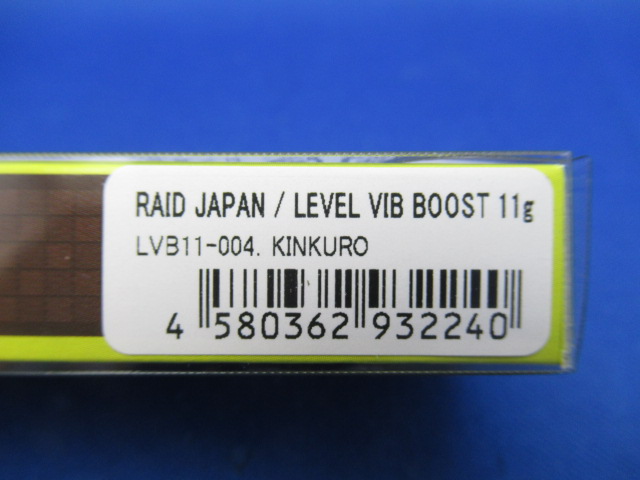 RAID JAPAN / LEVEL VIB BOOST 11g
LVB11-004. KINKURO
4 580362 932240